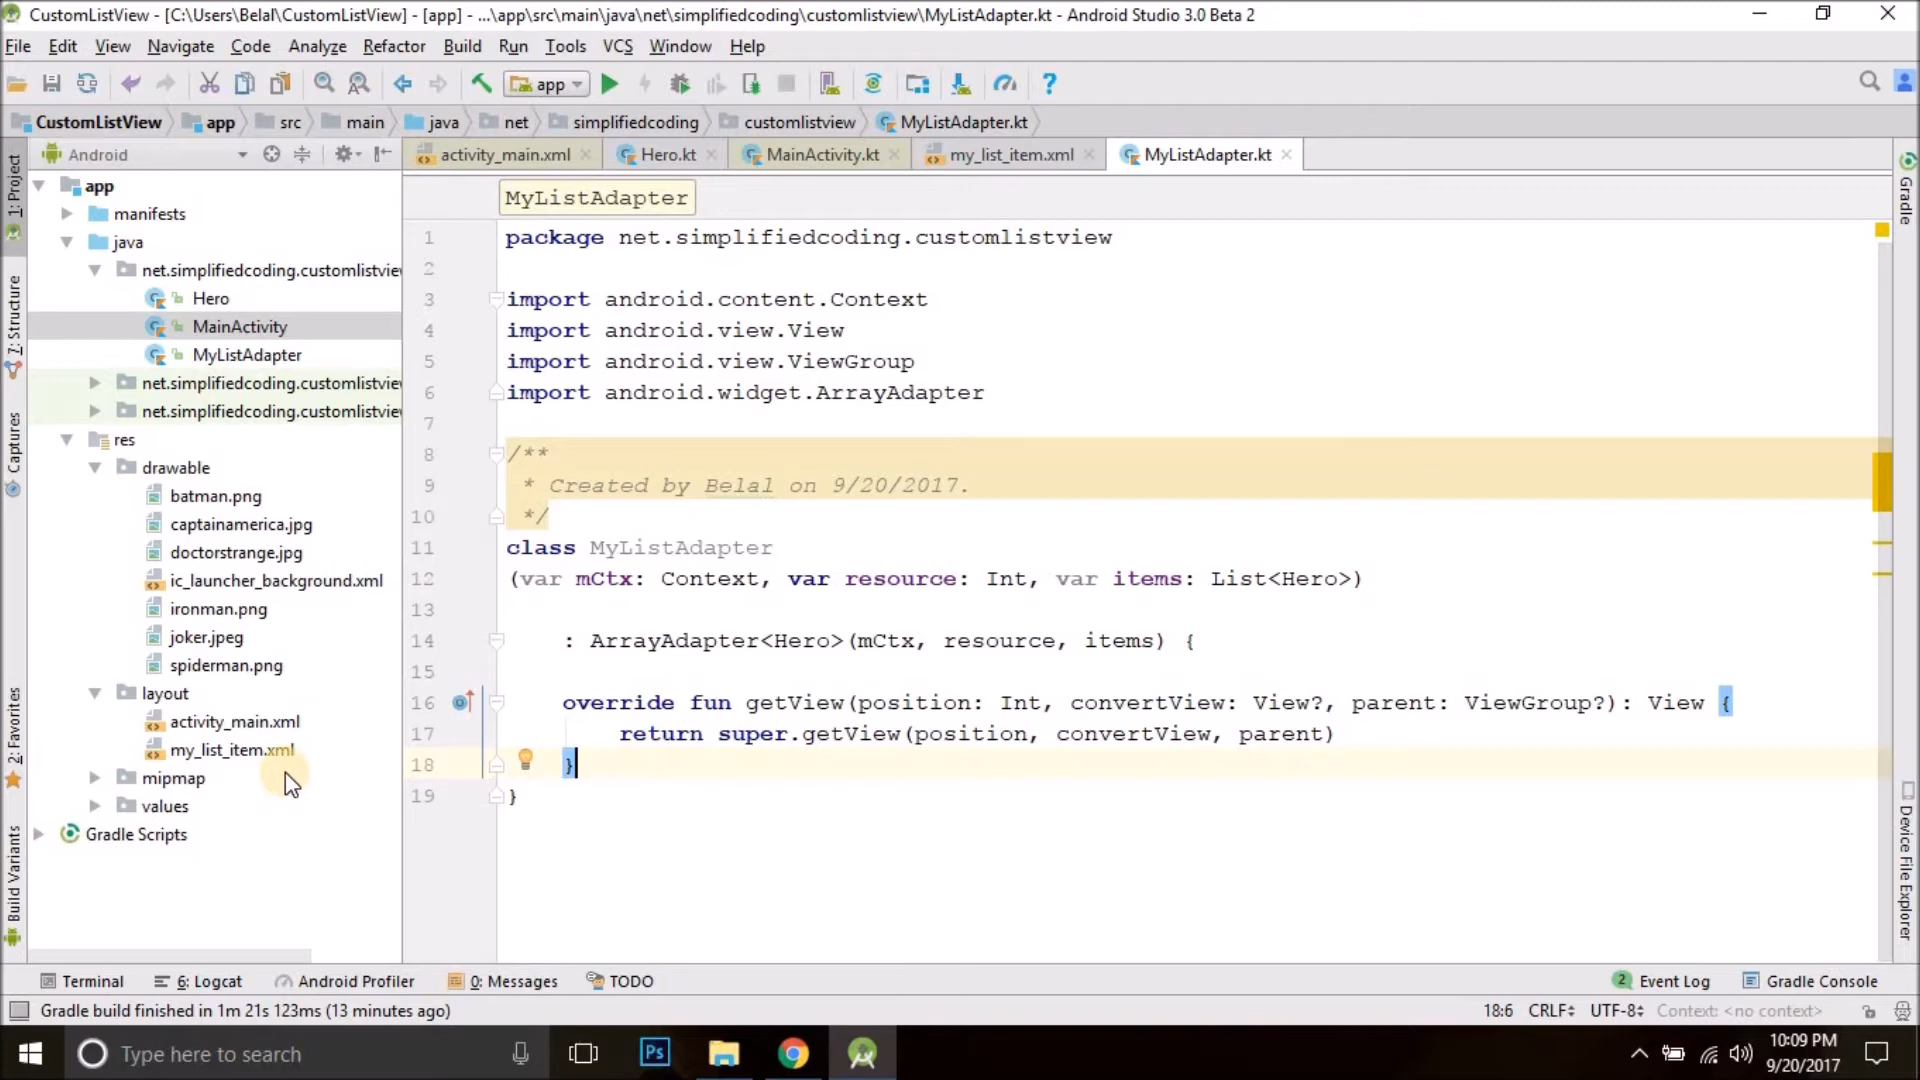 CustomListView - [C:\Users\Belal\CustomListView] - [app] - ...\app\src\main\java\net\simplifiedcoding\customlistview\MyListAdapter.kt - Android Studio 3.0 Beta 2
File Edit View Navigate Code Analyze Refactor Build Run Tools VCS Window Help
app
CustomListView app src main java net simplifiedcoding customlistview MyListAdapter.kt
Android
activity_main.xml Hero.kt MainActivity.kt my_list_item.xml MyListAdapter.kt
1: Project
7: Structure
Captures
2: Favorites
Build Variants
app
manifests
java
net.simplifiedcoding.customlistvie
Hero
MainActivity
MyListAdapter
net.simplifiedcoding.customlistvie
net.simplifiedcoding.customlistvie
res
drawable
batman.png
captainamerica.jpg
doctorstrange.jpg
ic_launcher_background.xml
ironman.png
joker.jpeg
spiderman.png
layout
activity_main.xml
my_list_item.xml
mipmap
values
Gradle Scripts
MyListAdapter
1 package net.simplifiedcoding.customlistview
2
3 import android.content.Context
4 import android.view.View
5 import android.view.ViewGroup
6 import android.widget.ArrayAdapter
7
8 /**
9 * Created by Belal on 9/20/2017.
10 */
11 class MyListAdapter
12 (var mCtx: Context, var resource: Int, var items: List<Hero>)
13
14 : ArrayAdapter<Hero>(mCtx, resource, items) {
15
16 override fun getView(position: Int, convertView: View?, parent: ViewGroup?): View {
17 return super.getView(position, convertView, parent)
18 }
19 }
Gradle
Device File Explorer
Terminal 6: Logcat Android Profiler 0: Messages TODO 2 Event Log Gradle Console
Gradle build finished in 1m 21s 123ms (13 minutes ago) 18:6 CRLF UTF-8 Context: <no context>
Type here to search
Ps
10:09 PM
9/20/2017